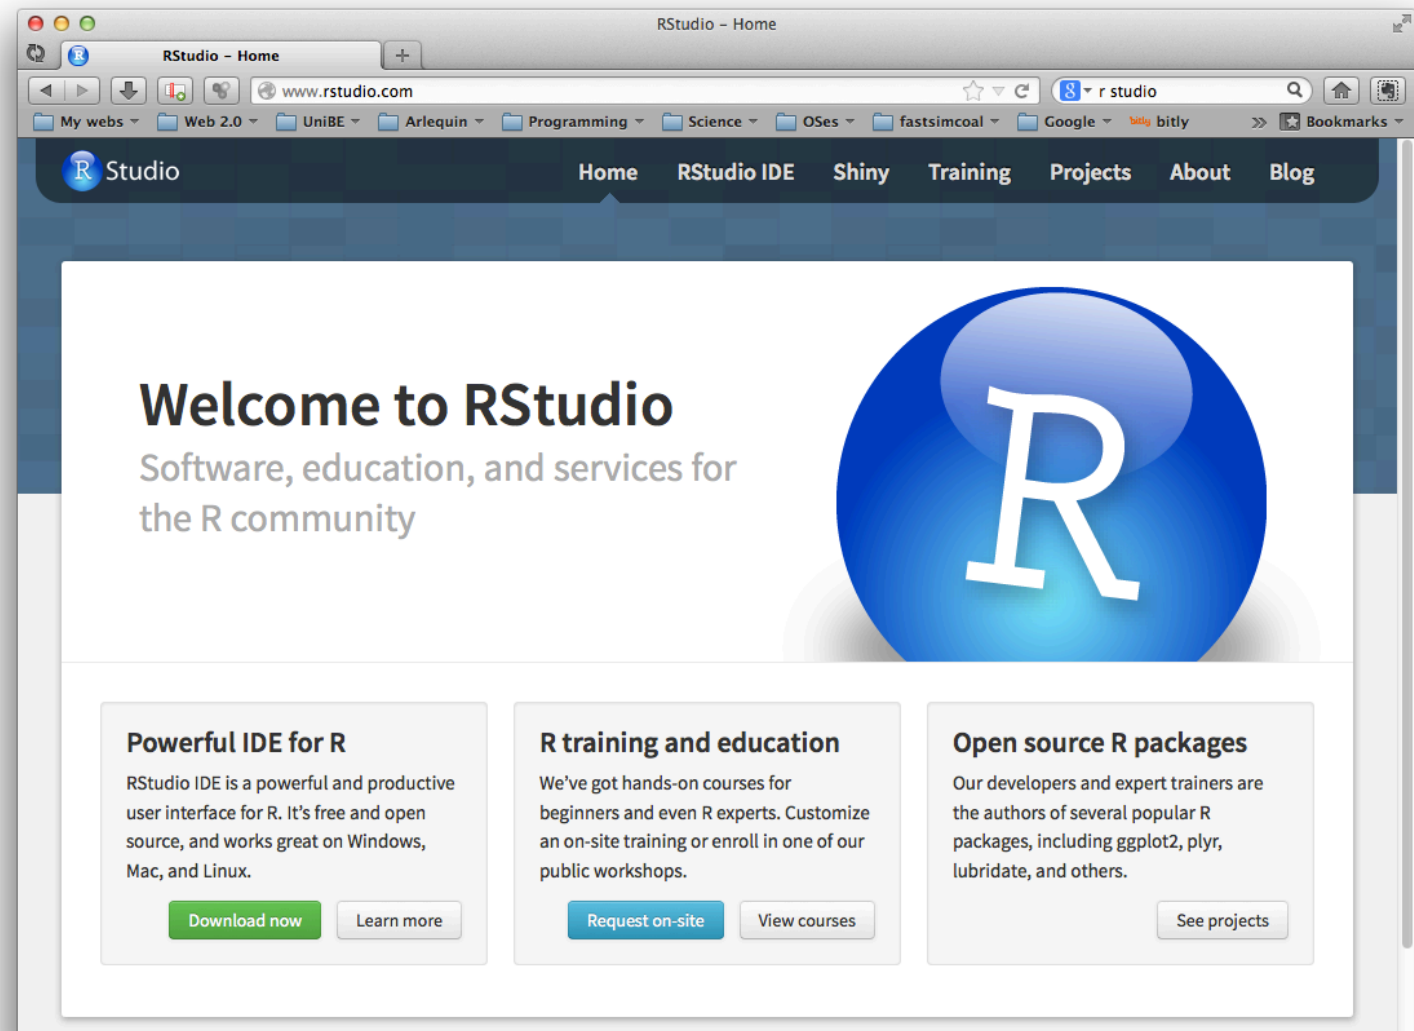 RStudio – Home
R RStudio – Home +
www.rstudio.com 8 r studio
My webs Web 2.0 UniBE Arlequin Programming Science OSes fastsimcoal Google bitly bitly » Bookmarks
R Studio Home RStudio IDE Shiny Training Projects About Blog
Welcome to RStudio
Software, education, and services for
the R community
R
Powerful IDE for R
RStudio IDE is a powerful and productive
user interface for R. It's free and open
source, and works great on Windows,
Mac, and Linux.
Download now Learn more
R training and education
We've got hands-on courses for
beginners and even R experts. Customize
an on-site training or enroll in one of our
public workshops.
Request on-site View courses
Open source R packages
Our developers and expert trainers are
the authors of several popular R
packages, including ggplot2, plyr,
lubridate, and others.
See projects